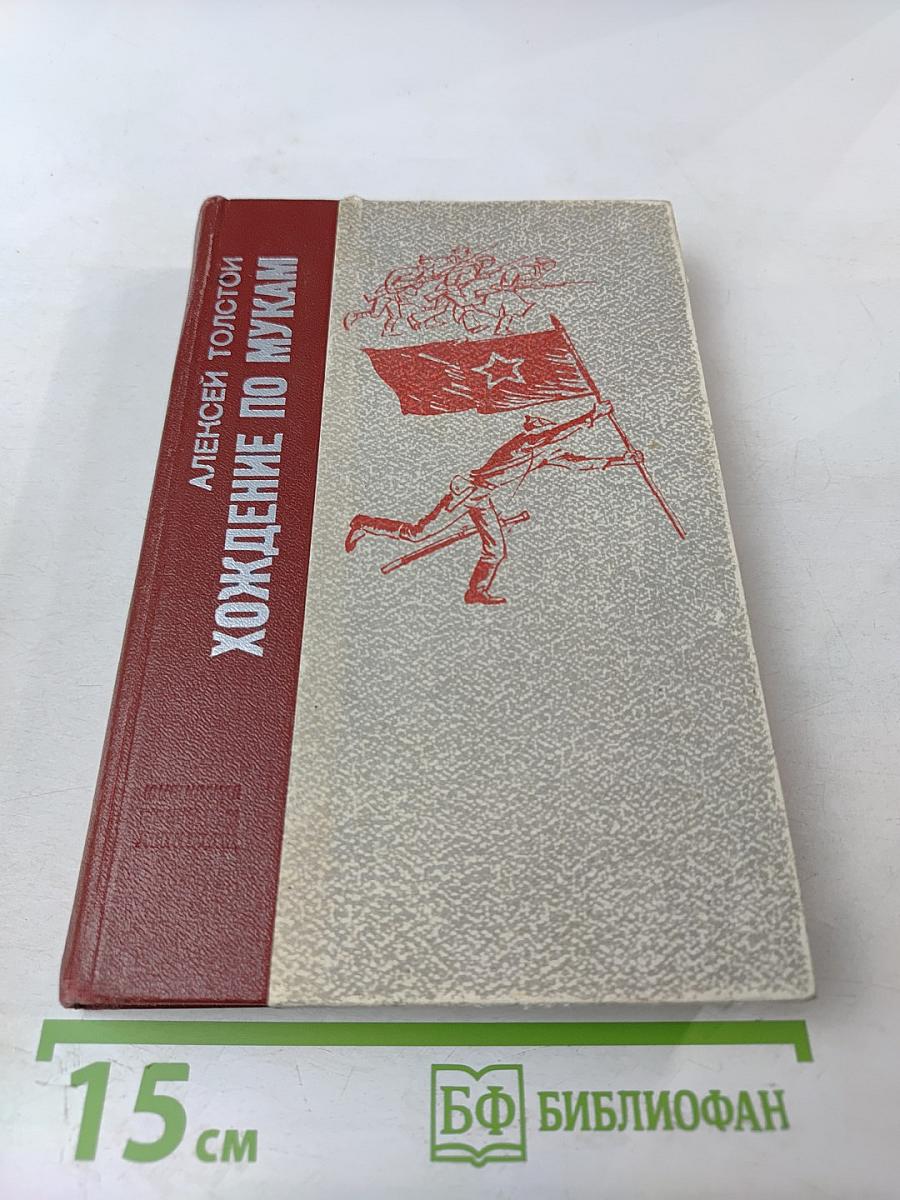 АЛЕКСЕЙ ТОЛСТОЙ
ХОЖДЕНИЕ ПО МУКАМ
15 см
БФ БИБЛИОФАН